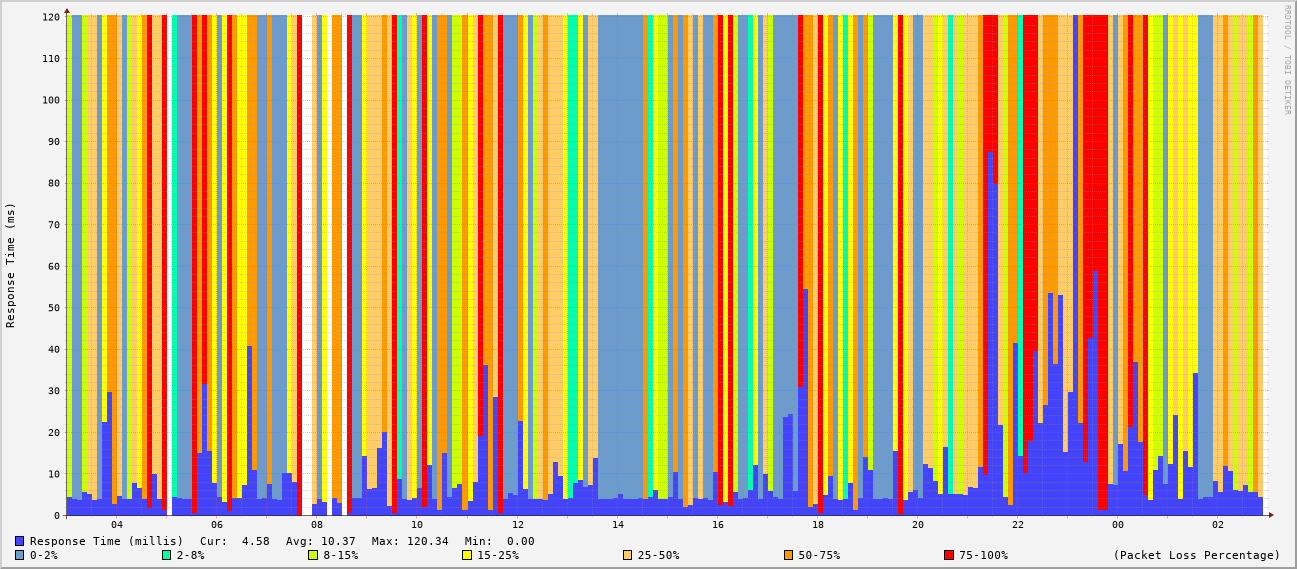 RRDTOOL / TOBI OETIKER
Response Time (ms)
120
110
100
90
80
70
60
50
40
30
20
10
0
04 06 08 10 12 14 16 18 20 22 00 02
Response Time (millis) Cur: 4.58 Avg: 10.37 Max: 120.34 Min: 0.00
0-2% 2-8% 8-15% 15-25% 25-50% 50-75% 75-100% (Packet Loss Percentage)